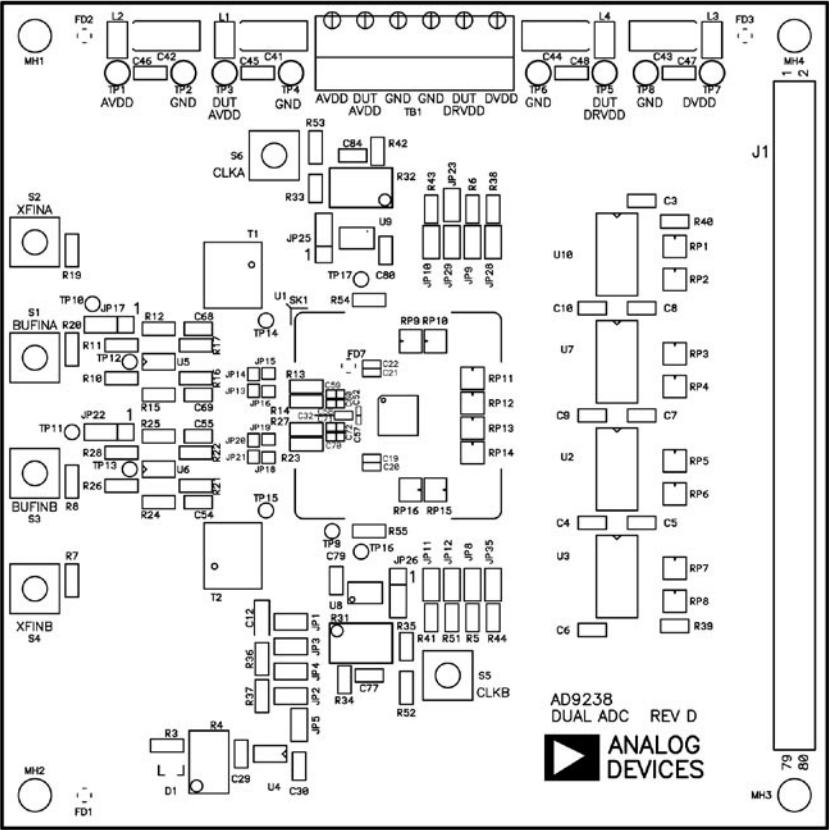 L2
FD2
L1
L4
L3
FD3
MH1
C46
C42
C45
C41
C44
C48
C43
C47
MH4
TP1
AVDD
TP2
GND
TP3
DUT
AVDD
TP4
GND
AVDD
DUT
AVDD
GND
GND
DUT
DRVDD
DVDD
TB1
TP6
GND
TP5
DUT
DRVDD
TP8
GND
TP7
DVDD
1
2
J1
R53
S6
CLKA
C84
R42
R33
R32
S2
XFINA
R19
T1
JP25
1
U9
C80
TP17
R54
R43
JP23
R6
R38
JP10
JP29
JP9
JP28
C3
R40
U10
RP1
RP2
C10
C8
S1
BUFINA
R20
TP10
JP17
1
R12
C68
R11
R17
TP12
U5
R10
R16
R15
C69
U1
SK1
TP14
RP9
RP10
FD7
C22
C21
JP14
JP15
R13
JP13
JP16
C59
C52
R14
C32
R27
RP11
RP12
RP13
RP14
U7
RP3
RP4
C9
C7
TP11
JP22
1
R25
C55
R28
R22
TP13
U6
R26
R21
R24
C54
JP20
JP19
JP21
JP18
R23
C72
C57
C70
C19
C20
RP16
RP15
BUFINB
S3
R8
U2
RP5
RP6
C4
C5
TP15
TP9
R55
TP16
R7
XFINB
S4
T2
C79
JP26
1
JP11
JP12
JP8
JP35
U8
R31
R35
R41
R51
R5
R44
U3
RP7
RP8
C6
R39
C12
JP1
JP3
R36
JP4
R37
JP2
JP5
R34
C77
R52
S5
CLKB
R3
R4
D1
C29
U4
C30
AD9238
DUAL ADC REV D
ANALOG
DEVICES
79
80
MH2
FD1
MH3